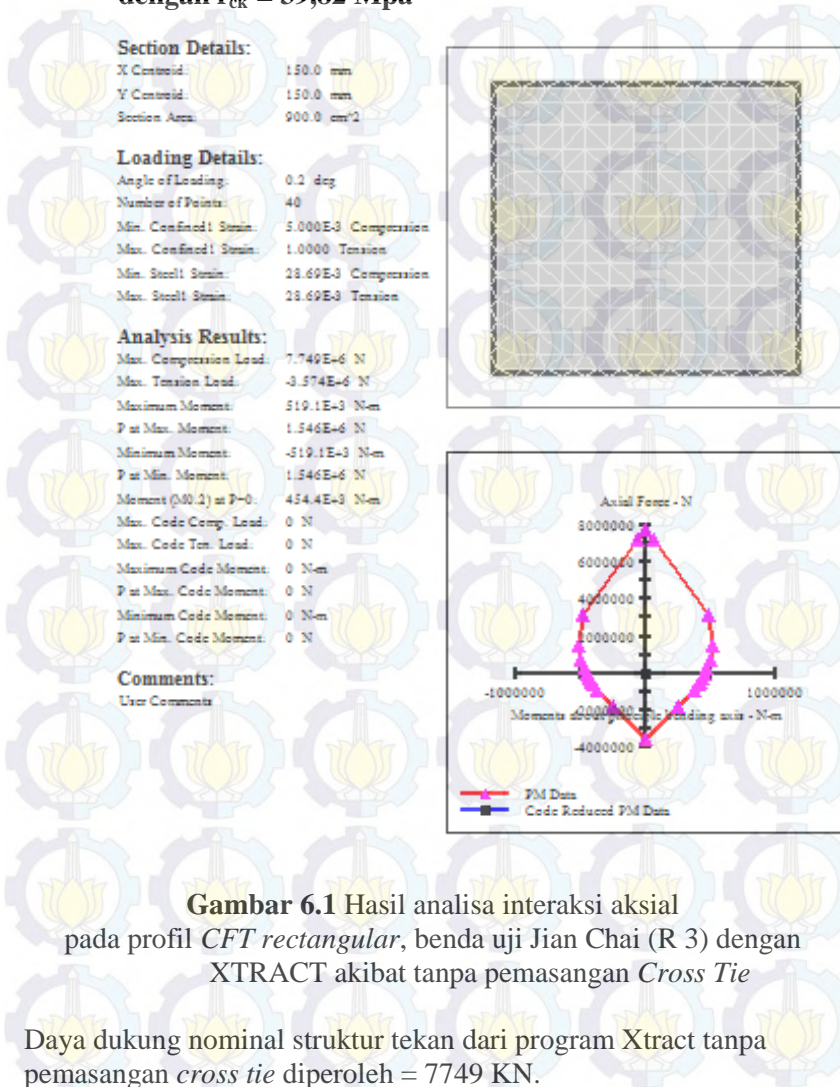 dengan f'ck = 39,82 Mpa
Section Details:
X Centroid: 150.0 mm
Y Centroid: 150.0 mm
Section Area: 900.0 cm^2
Loading Details:
Angle of Loading: 0.2 deg
Number of Points: 40
Min. Confined1 Strain: 5.000E-3 Compression
Max. Confined1 Strain: 1.0000 Tension
Min. Steel1 Strain: 28.69E-3 Compression
Max. Steel1 Strain: 28.69E-3 Tension
Analysis Results:
Max. Compression Load: 7.749E+6 N
Max. Tension Load: -3.574E+6 N
Maximum Moment: 519.1E+3 N-m
P at Max. Moment: 1.546E+6 N
Minimum Moment: -519.1E+3 N-m
P at Min. Moment: 1.546E+6 N
Moment (M0.2) at P=0: 454.4E+3 N-m
Max. Code Comp. Load: 0 N
Max. Code Ten. Load: 0 N
Maximum Code Moment: 0 N-m
P at Max. Code Moment: 0 N
Minimum Code Moment: 0 N-m
P at Min. Code Moment: 0 N
Comments:
User Comments
Axial Force - N
8000000
6000000
4000000
2000000
-1000000 1000000
-2000000
Moments about principle bending axis - N-m
-4000000
PM Data
Code Reduced PM Data
Gambar 6.1 Hasil analisa interaksi aksial
pada profil CFT rectangular, benda uji Jian Chai (R 3) dengan
XTRACT akibat tanpa pemasangan Cross Tie
Daya dukung nominal struktur tekan dari program Xtract tanpa
pemasangan cross tie diperoleh = 7749 KN.